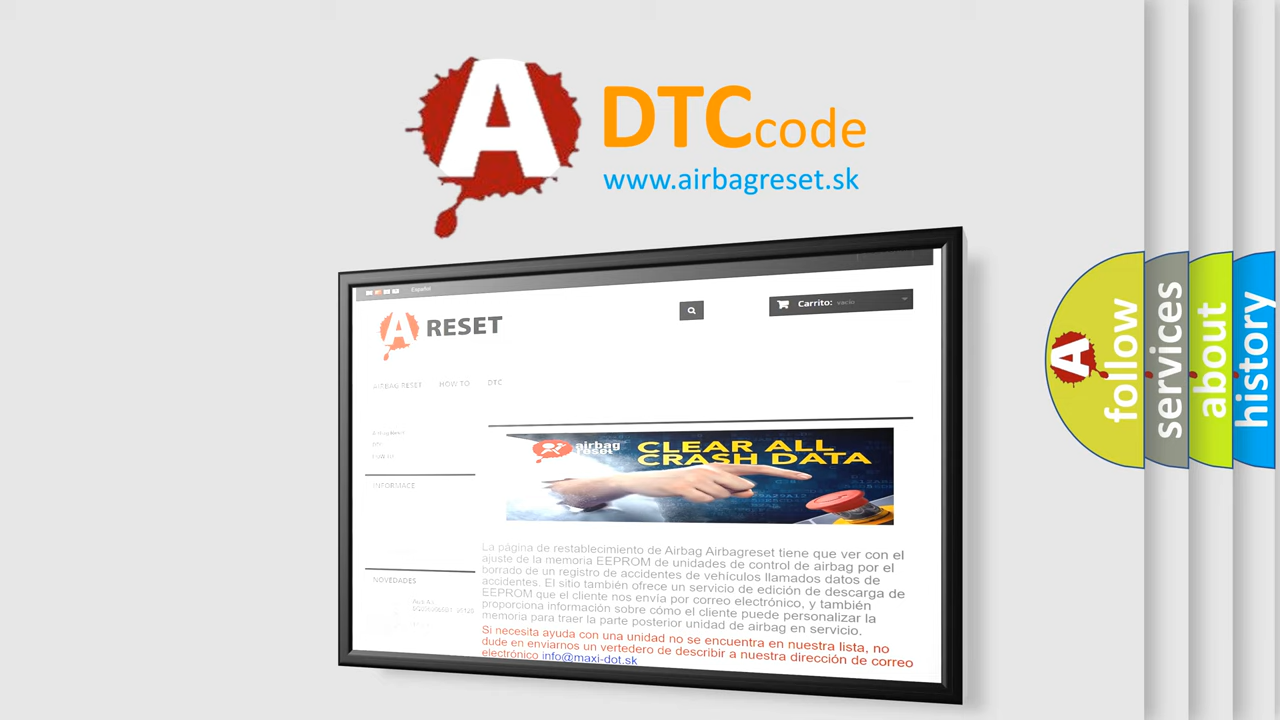 A
DTCcode
www.airbagreset.sk
Español
A RESET
Carrito: vacío
AIRBAG RESET HOW TO DTC
INFORMACE
airbag
reset
CLEAR ALL
CRASH DATA
La página de restablecimiento de Airbag Airbagreset tiene que ver con el
ajuste de la memoria EEPROM de unidades de control de airbag por el
borrado de un registro de accidentes de vehículos llamados datos de
accidentes. El sitio también ofrece un servicio de edición de descarga de
EEPROM que el cliente nos envía por correo electrónico, y también
proporciona información sobre cómo el cliente puede personalizar la
memoria para traer la parte posterior unidad de airbag en servicio.
Si necesita ayuda con una unidad no se encuentra en nuestra lista, no
dude en enviarnos un vertedero de describir a nuestra dirección de correo
electrónico info@maxi-dot.sk
NOVEDADES
A
follow
services
about
history